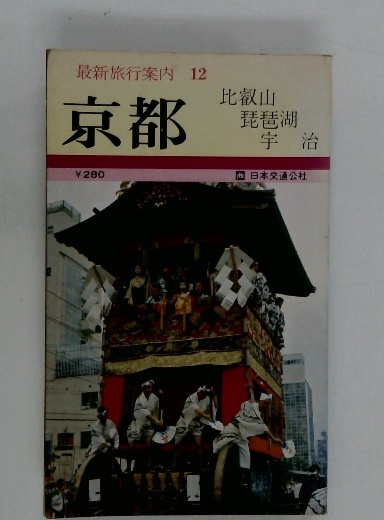 最新旅行案内 12
京都
比叡山
琵琶湖
宇治
￥280
日本交通公社